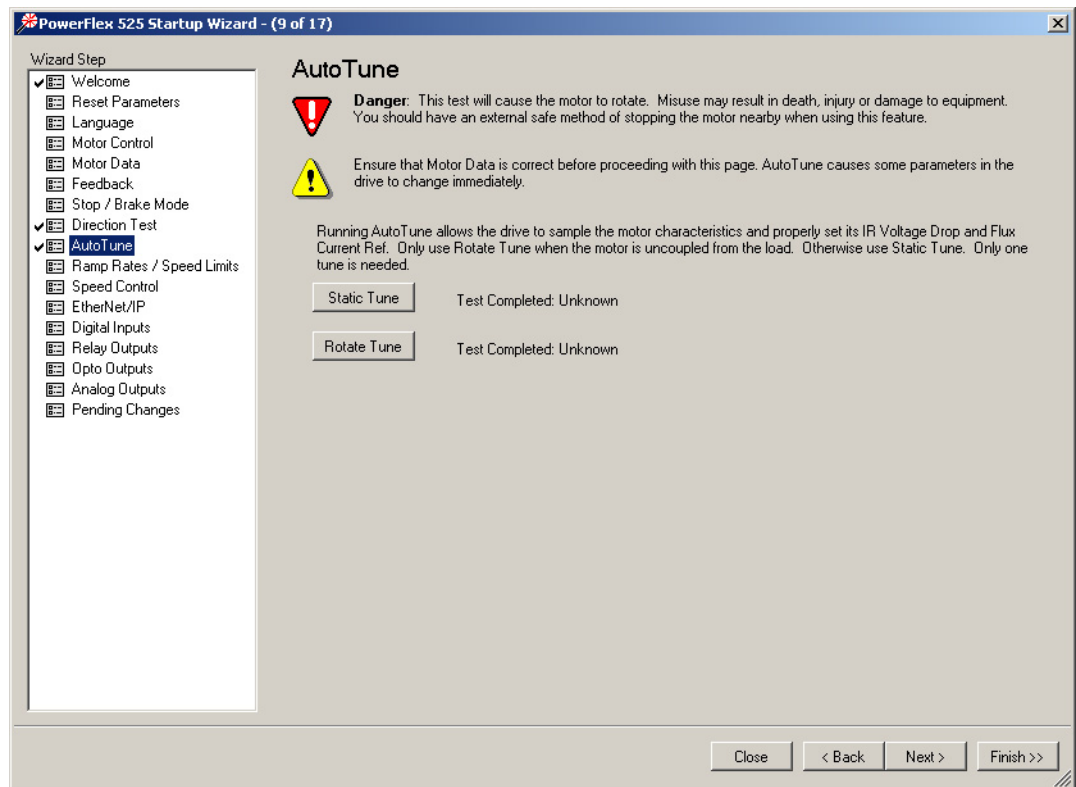 PowerFlex 525 Startup Wizard - (9 of 17)
Wizard Step
Welcome
Reset Parameters
Language
Motor Control
Motor Data
Feedback
Stop / Brake Mode
Direction Test
AutoTune
Ramp Rates / Speed Limits
Speed Control
EtherNet/IP
Digital Inputs
Relay Outputs
Opto Outputs
Analog Outputs
Pending Changes
AutoTune
Danger: This test will cause the motor to rotate. Misuse may result in death, injury or damage to equipment.
You should have an external safe method of stopping the motor nearby when using this feature.
Ensure that Motor Data is correct before proceeding with this page. AutoTune causes some parameters in the
drive to change immediately.
Running AutoTune allows the drive to sample the motor characteristics and properly set its IR Voltage Drop and Flux
Current Ref. Only use Rotate Tune when the motor is uncoupled from the load. Otherwise use Static Tune. Only one
tune is needed.
Static Tune Test Completed: Unknown
Rotate Tune Test Completed: Unknown
Close < Back Next > Finish >>